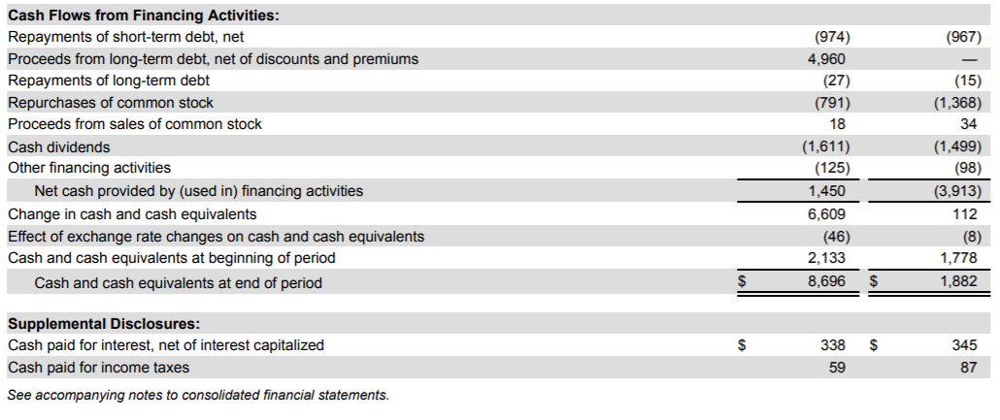 Cash Flows from Financing Activities:
Repayments of short-term debt, net (974) (967)
Proceeds from long-term debt, net of discounts and premiums 4,960 —
Repayments of long-term debt (27) (15)
Repurchases of common stock (791) (1,368)
Proceeds from sales of common stock 18 34
Cash dividends (1,611) (1,499)
Other financing activities (125) (98)
Net cash provided by (used in) financing activities 1,450 (3,913)
Change in cash and cash equivalents 6,609 112
Effect of exchange rate changes on cash and cash equivalents (46) (8)
Cash and cash equivalents at beginning of period 2,133 1,778
Cash and cash equivalents at end of period $ 8,696 $ 1,882
Supplemental Disclosures:
Cash paid for interest, net of interest capitalized $ 338 $ 345
Cash paid for income taxes 59 87
See accompanying notes to consolidated financial statements.